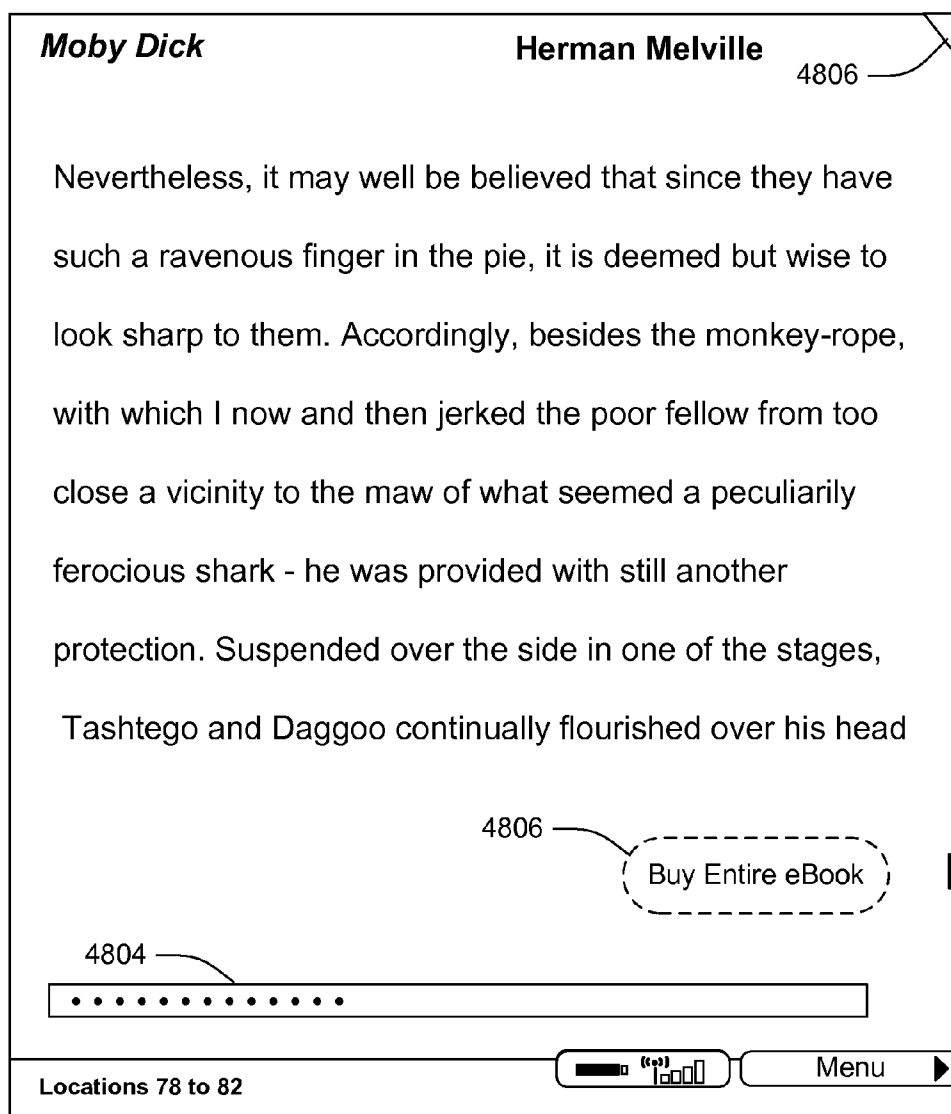 Moby Dick Herman Melville
4806
Nevertheless, it may well be believed that since they have
such a ravenous finger in the pie, it is deemed but wise to
look sharp to them. Accordingly, besides the monkey-rope,
with which I now and then jerked the poor fellow from too
close a vicinity to the maw of what seemed a peculiarily
ferocious shark - he was provided with still another
protection. Suspended over the side in one of the stages,
Tashtego and Daggoo continually flourished over his head
4806
Buy Entire eBook
4804
Locations 78 to 82 Menu